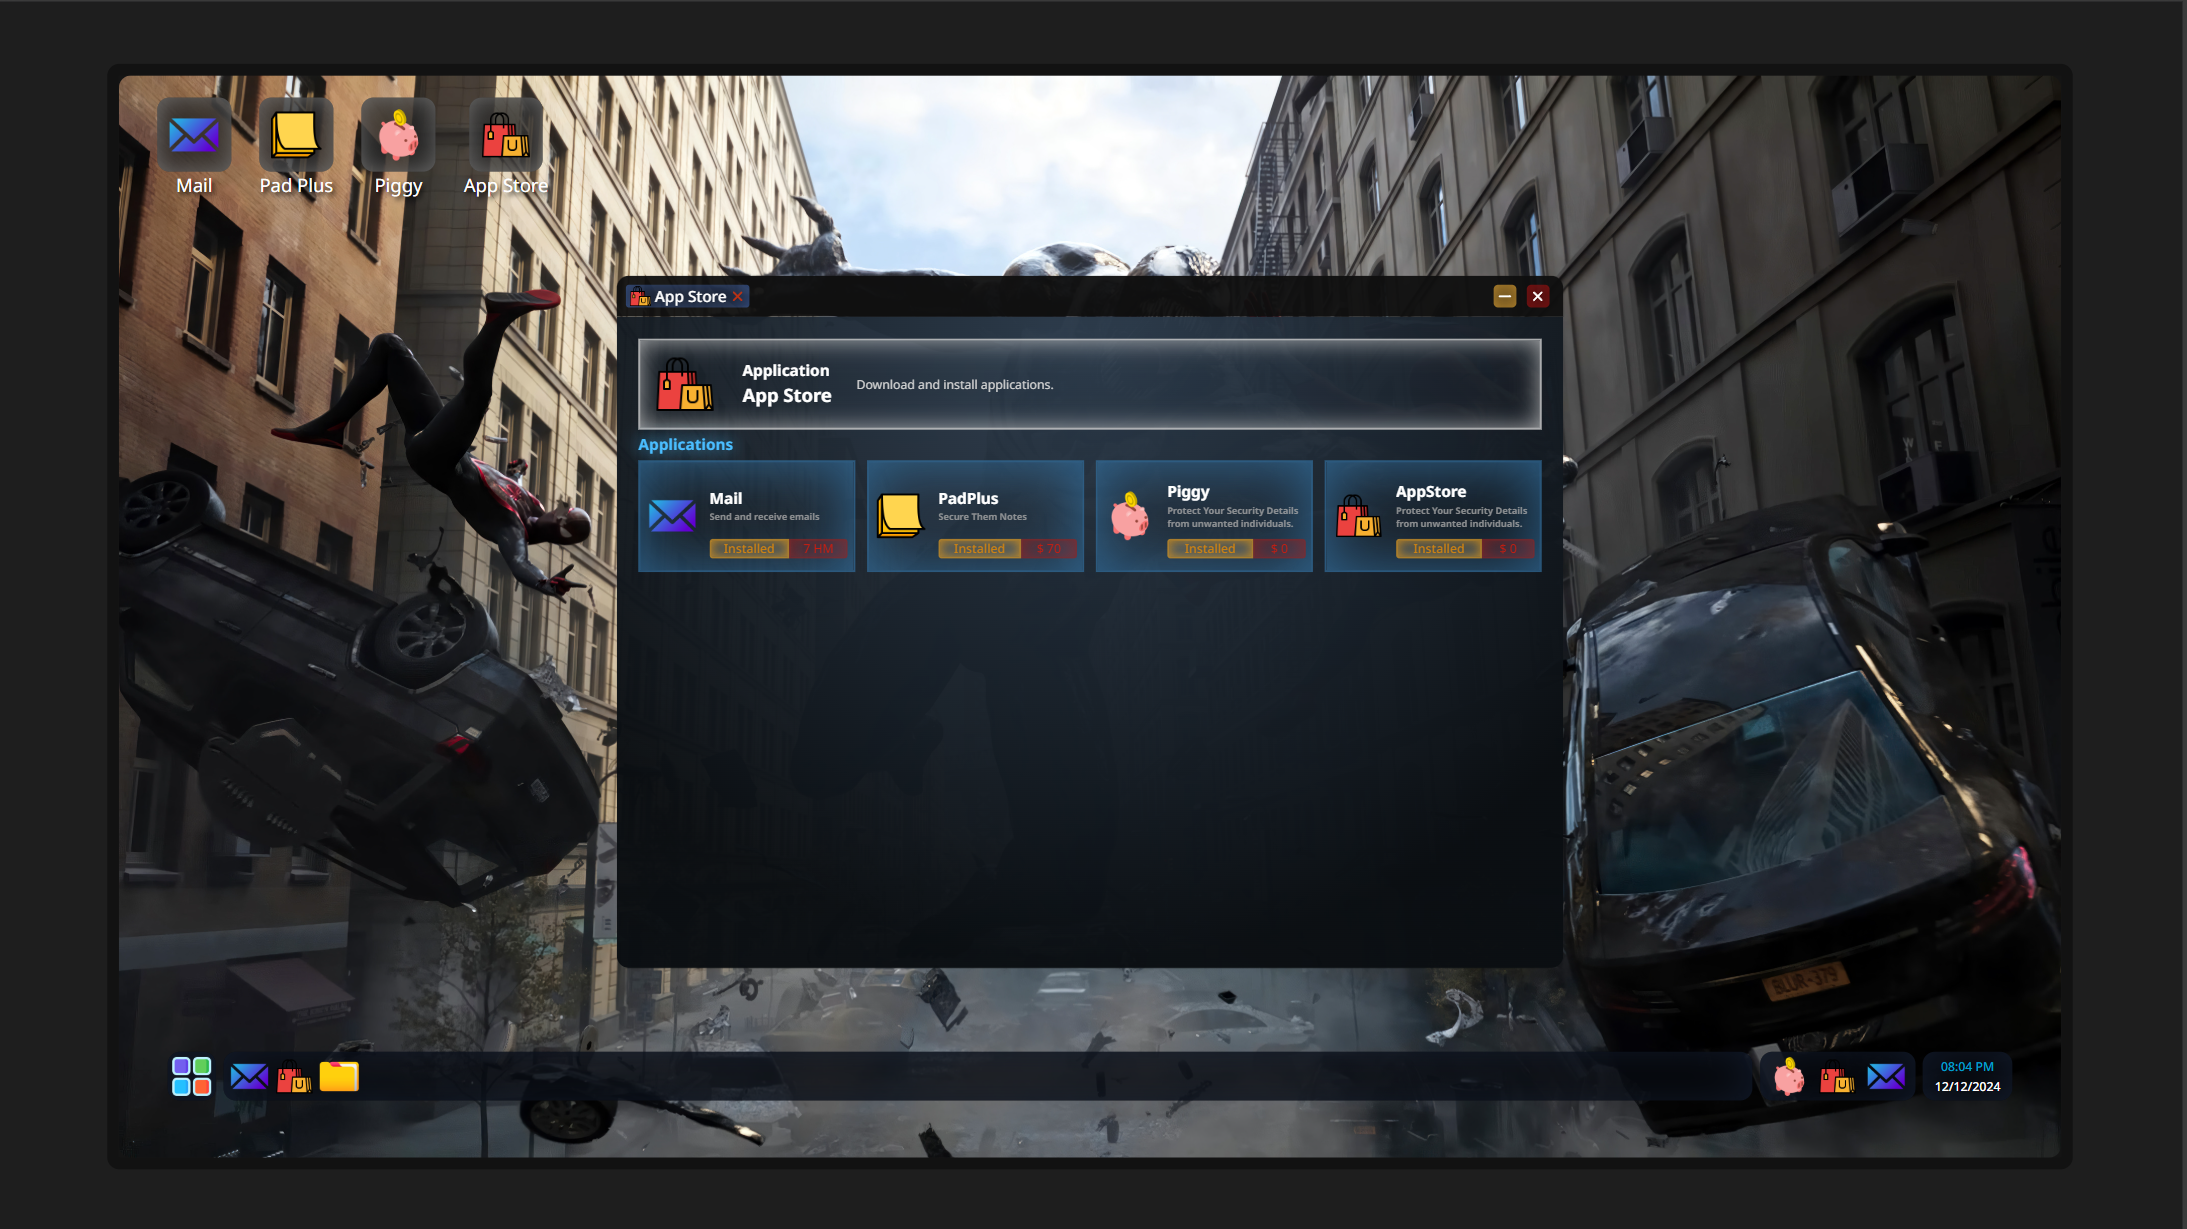 Mail
Pad Plus
Piggy
App Store
App Store
Application
App Store
Download and install applications.
Applications
Mail
Send and receive emails
Installed
7 HM
PadPlus
Secure Them Notes
Installed
$ 70
Piggy
Protect Your Security Details
from unwanted individuals.
Installed
$ 0
AppStore
Protect Your Security Details
from unwanted individuals.
Installed
$ 0
BLUR-379
08:04 PM
12/12/2024